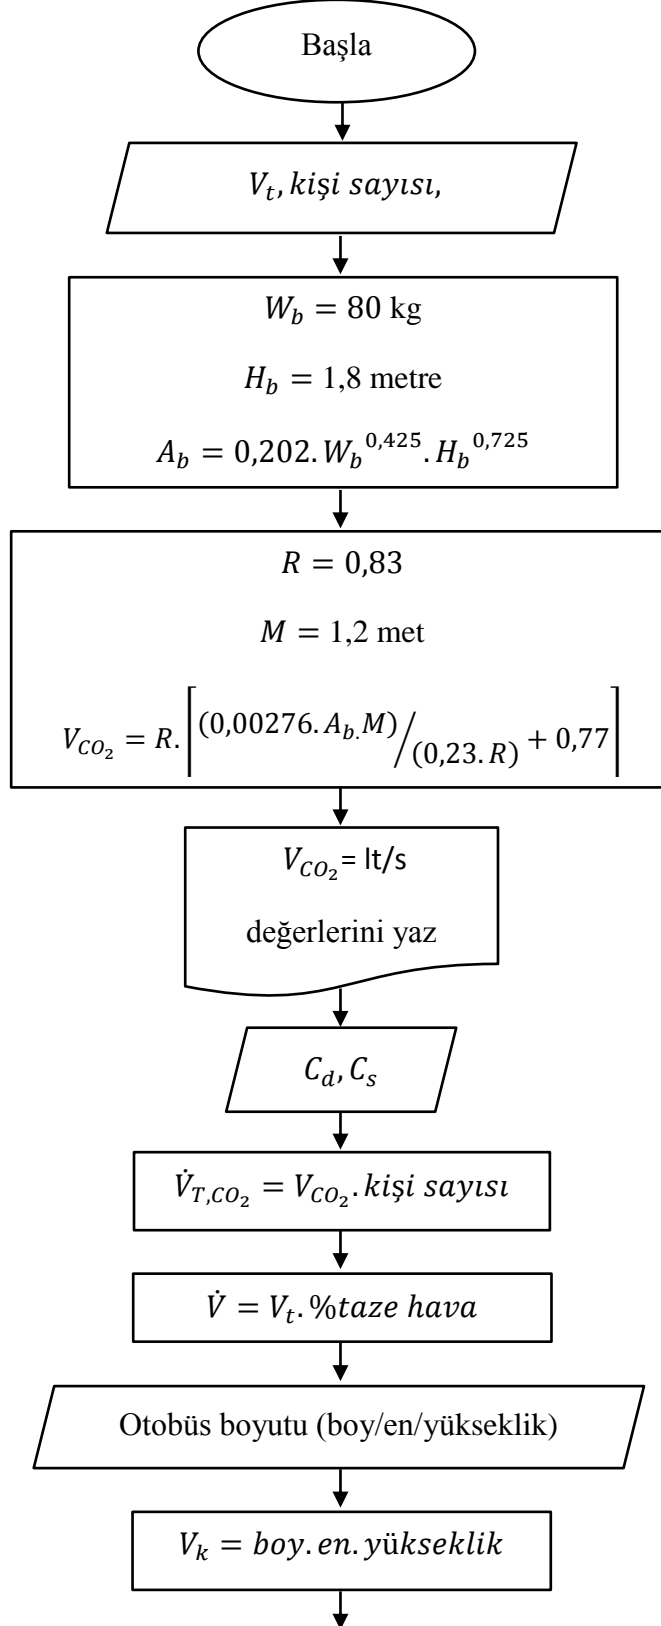 Başla
V_t, kişi sayısı,
W_b = 80 kg
H_b = 1,8 metre
A_b = 0,202. W_b^0,425. H_b^0,725
R = 0,83
M = 1,2 met
V_CO₂ = R. [(0,00276. A_b. M)/(0,23. R) + 0,77]
V_CO₂= lt/s
değerlerini yaz
C_d, C_s
V̇_T,CO₂ = V_CO₂. kişi sayısı
V̇ = V_t. %taze hava
Otobüs boyutu (boy/en/yükseklik)
V_k = boy. en. yükseklik